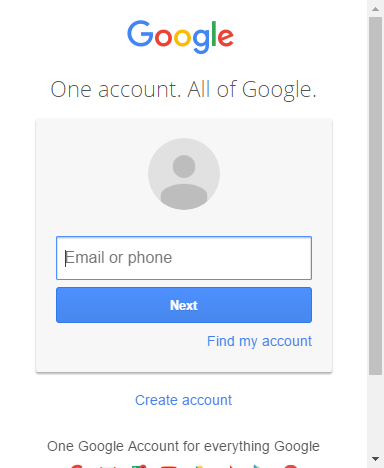 Google
One account. All of Google.
Email or phone
Next
Find my account
Create account
One Google Account for everything Google